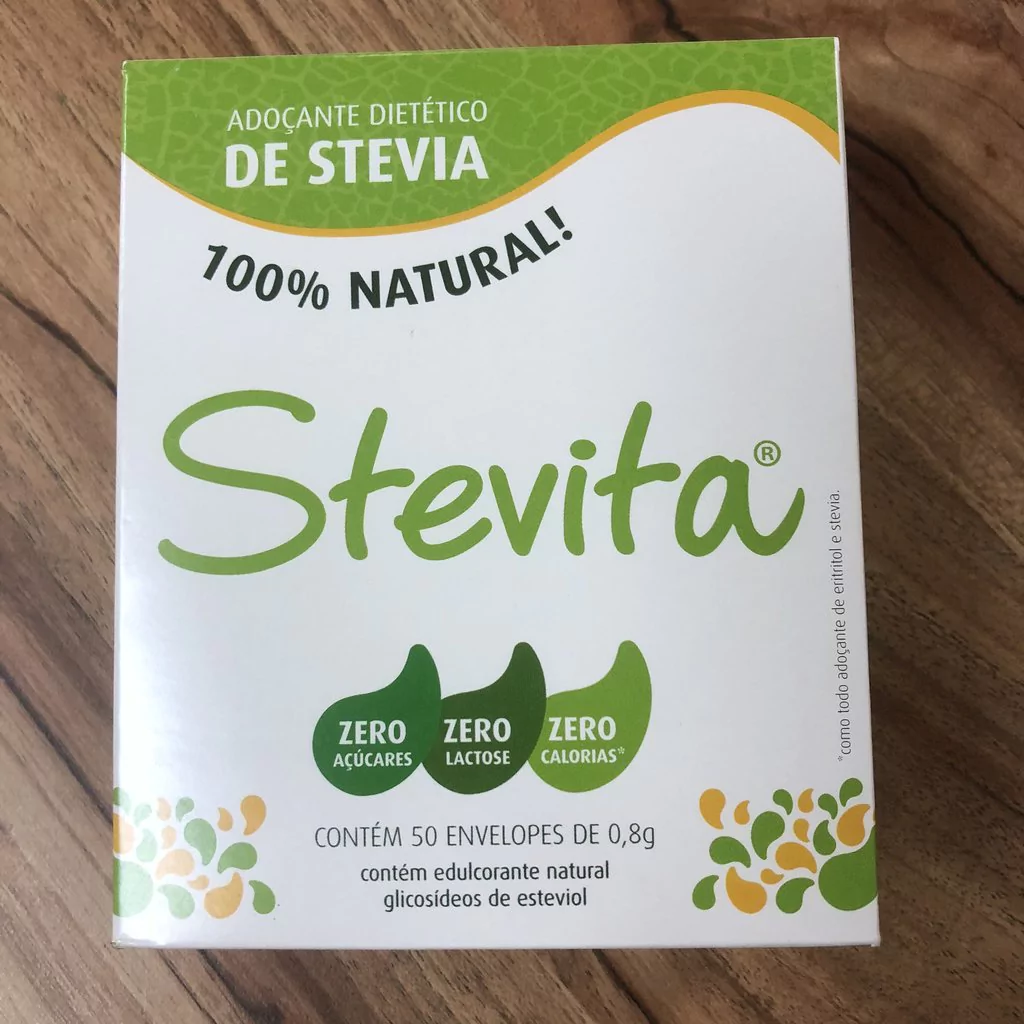 ADOÇANTE DIETÉTICO
DE STEVIA
100% NATURAL!
Stevita®
*como todo adoçante de eritritol e stevia.
ZERO
AÇÚCARES
ZERO
LACTOSE
ZERO
CALORIAS*
CONTÉM 50 ENVELOPES DE 0,8g
contém edulcorante natural
glicosídeos de esteviol